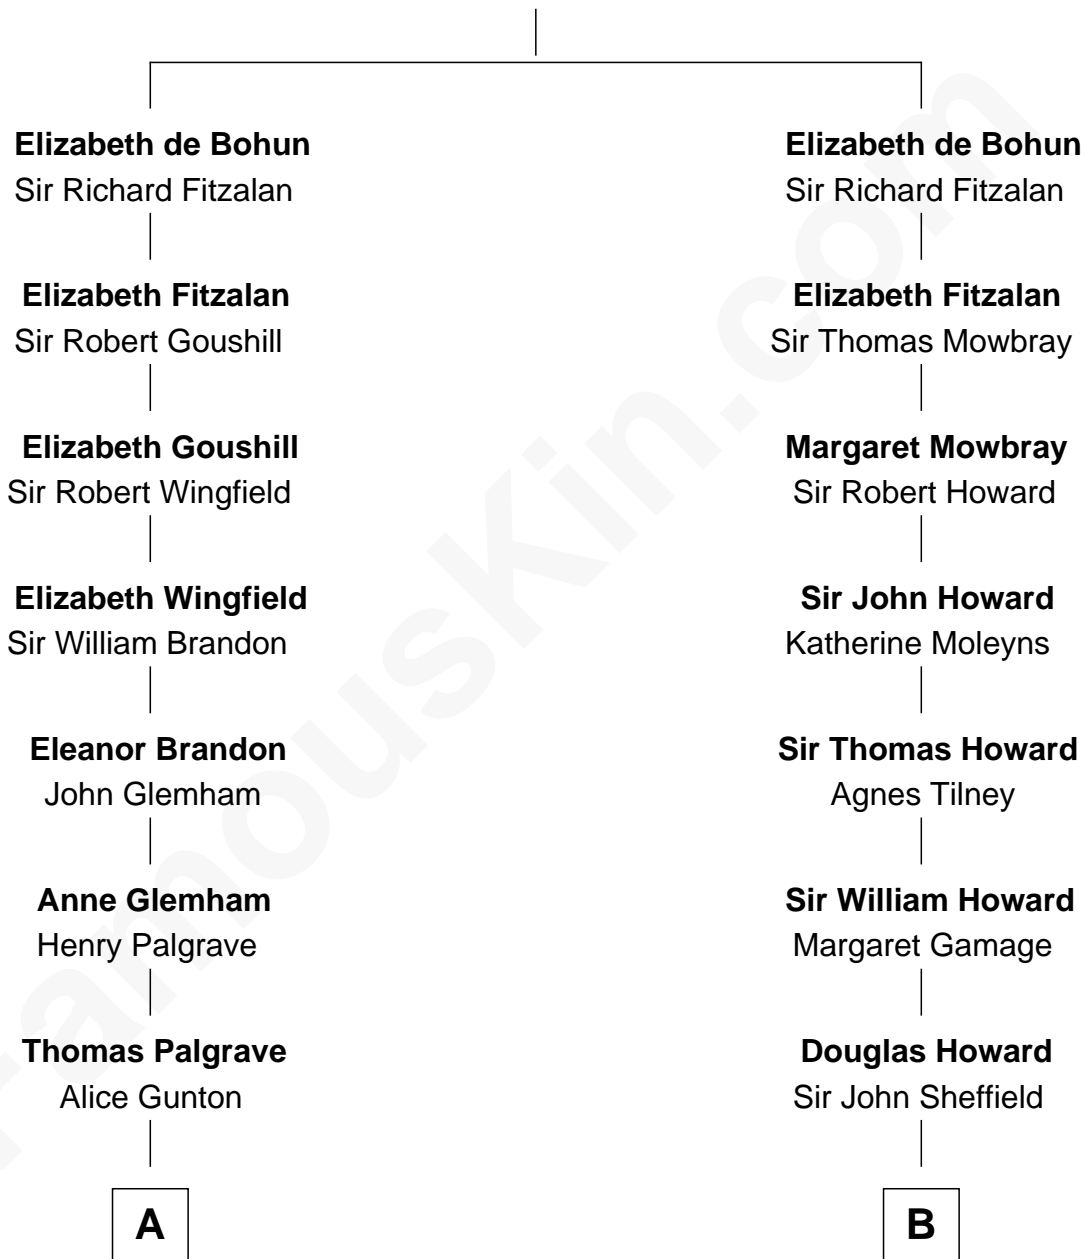 Elizabeth de Bohun
Sir Richard Fitzalan
Elizabeth Fitzalan
Sir Robert Goushill
Elizabeth Goushill
Sir Robert Wingfield
Elizabeth Wingfield
Sir William Brandon
Eleanor Brandon
John Glemham
Anne Glemham
Henry Palgrave
Thomas Palgrave
Alice Gunton
A
Elizabeth de Bohun
Sir Richard Fitzalan
Elizabeth Fitzalan
Sir Thomas Mowbray
Margaret Mowbray
Sir Robert Howard
Sir John Howard
Katherine Moleyns
Sir Thomas Howard
Agnes Tilney
Sir William Howard
Margaret Gamage
Douglas Howard
Sir John Sheffield
B
FamousKin.com